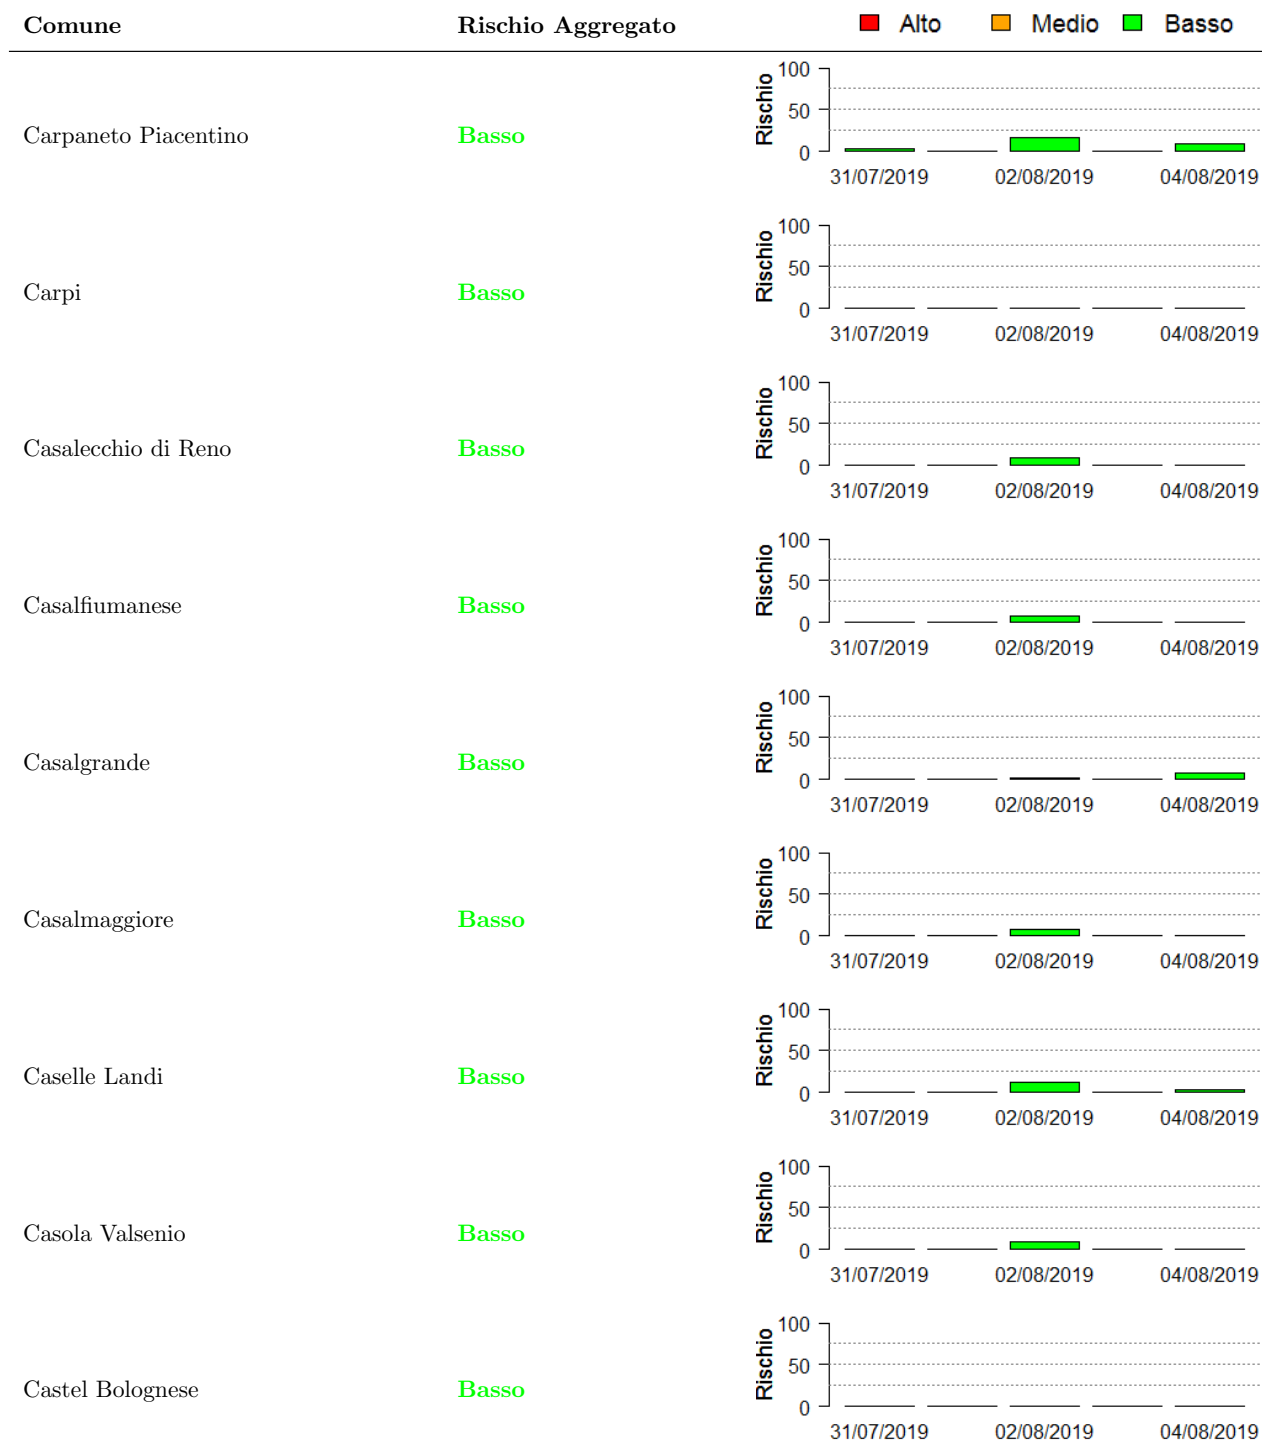 Comune Rischio Aggregato Alto Medio Basso
Carpaneto Piacentino Basso
Rischio
100
50
0
31/07/2019 02/08/2019 04/08/2019
Carpi Basso
Rischio
100
50
0
31/07/2019 02/08/2019 04/08/2019
Casalecchio di Reno Basso
Rischio
100
50
0
31/07/2019 02/08/2019 04/08/2019
Casalfiumanese Basso
Rischio
100
50
0
31/07/2019 02/08/2019 04/08/2019
Casalgrande Basso
Rischio
100
50
0
31/07/2019 02/08/2019 04/08/2019
Casalmaggiore Basso
Rischio
100
50
0
31/07/2019 02/08/2019 04/08/2019
Caselle Landi Basso
Rischio
100
50
0
31/07/2019 02/08/2019 04/08/2019
Casola Valsenio Basso
Rischio
100
50
0
31/07/2019 02/08/2019 04/08/2019
Castel Bolognese Basso
Rischio
100
50
0
31/07/2019 02/08/2019 04/08/2019